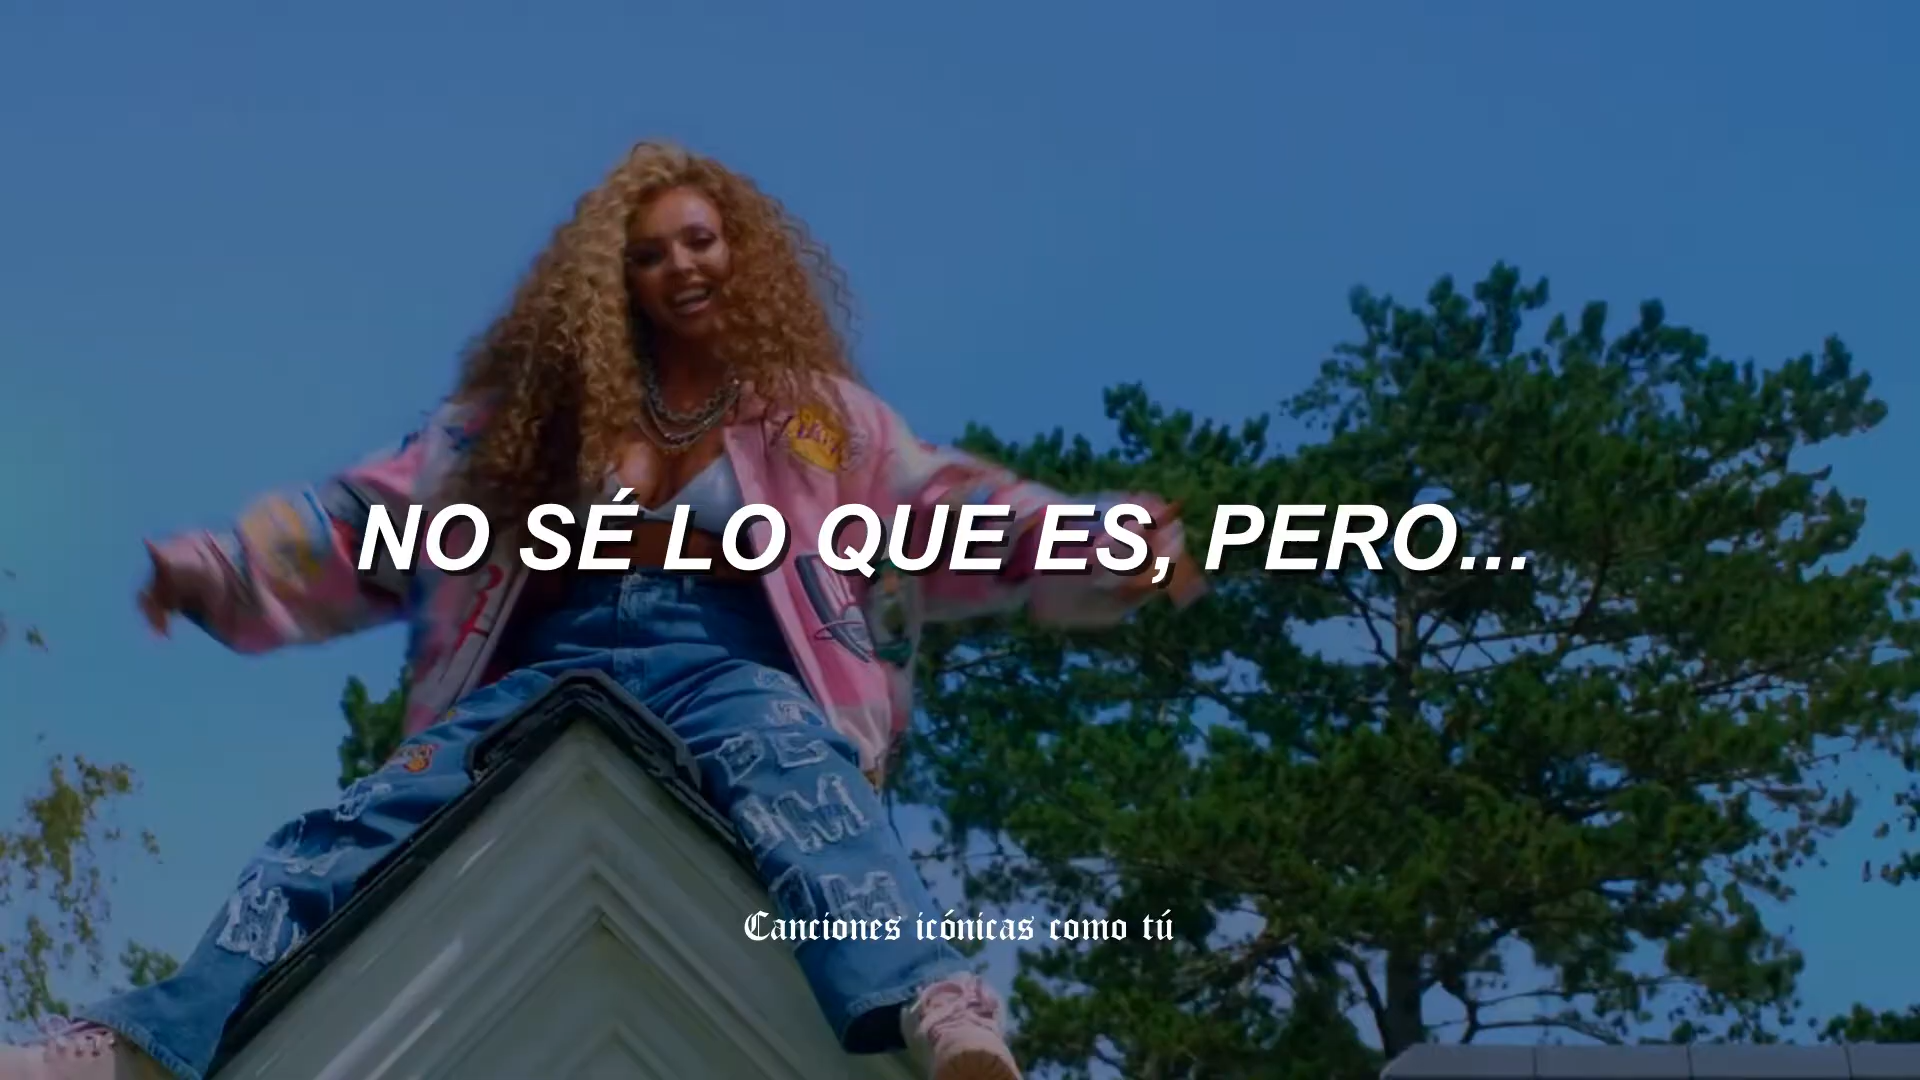 NO SÉ LO QUE ES, PERO...
Canciones icónicas como tú